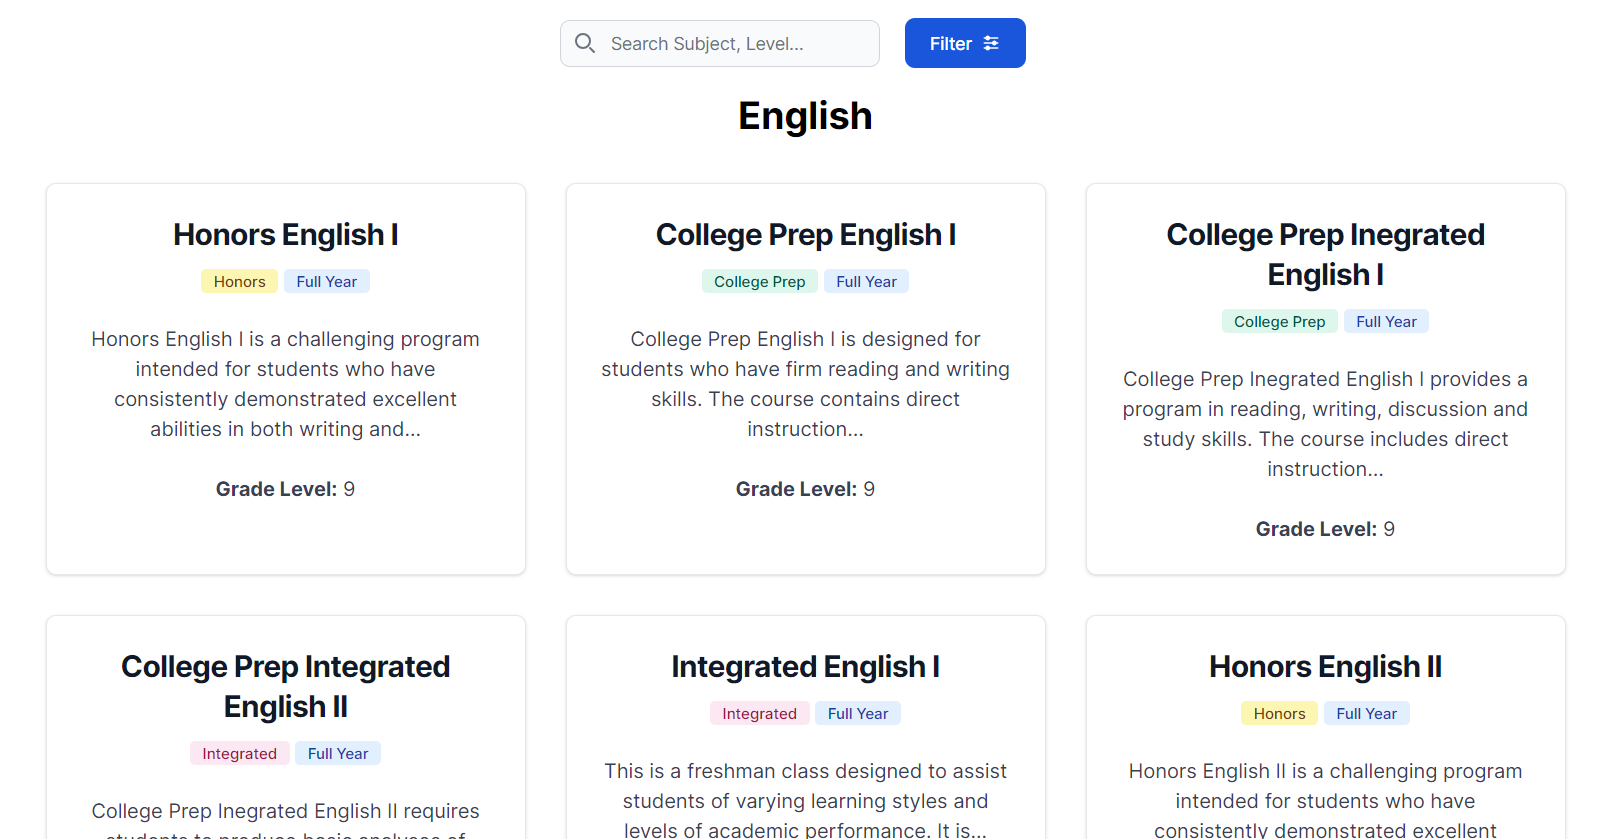 Search Subject, Level...
Filter
English
Honors English I
Honors Full Year
Honors English I is a challenging program
intended for students who have
consistently demonstrated excellent
abilities in both writing and...
Grade Level: 9
College Prep English I
College Prep Full Year
College Prep English I is designed for
students who have firm reading and writing
skills. The course contains direct
instruction...
Grade Level: 9
College Prep Inegrated
English I
College Prep Full Year
College Prep Inegrated English I provides a
program in reading, writing, discussion and
study skills. The course includes direct
instruction...
Grade Level: 9
College Prep Integrated
English II
Integrated Full Year
College Prep Inegrated English II requires
students to produce basic analyses of
Integrated English I
Integrated Full Year
This is a freshman class designed to assist
students of varying learning styles and
levels of academic performance. It is...
Honors English II
Honors Full Year
Honors English II is a challenging program
intended for students who have
consistently demonstrated excellent